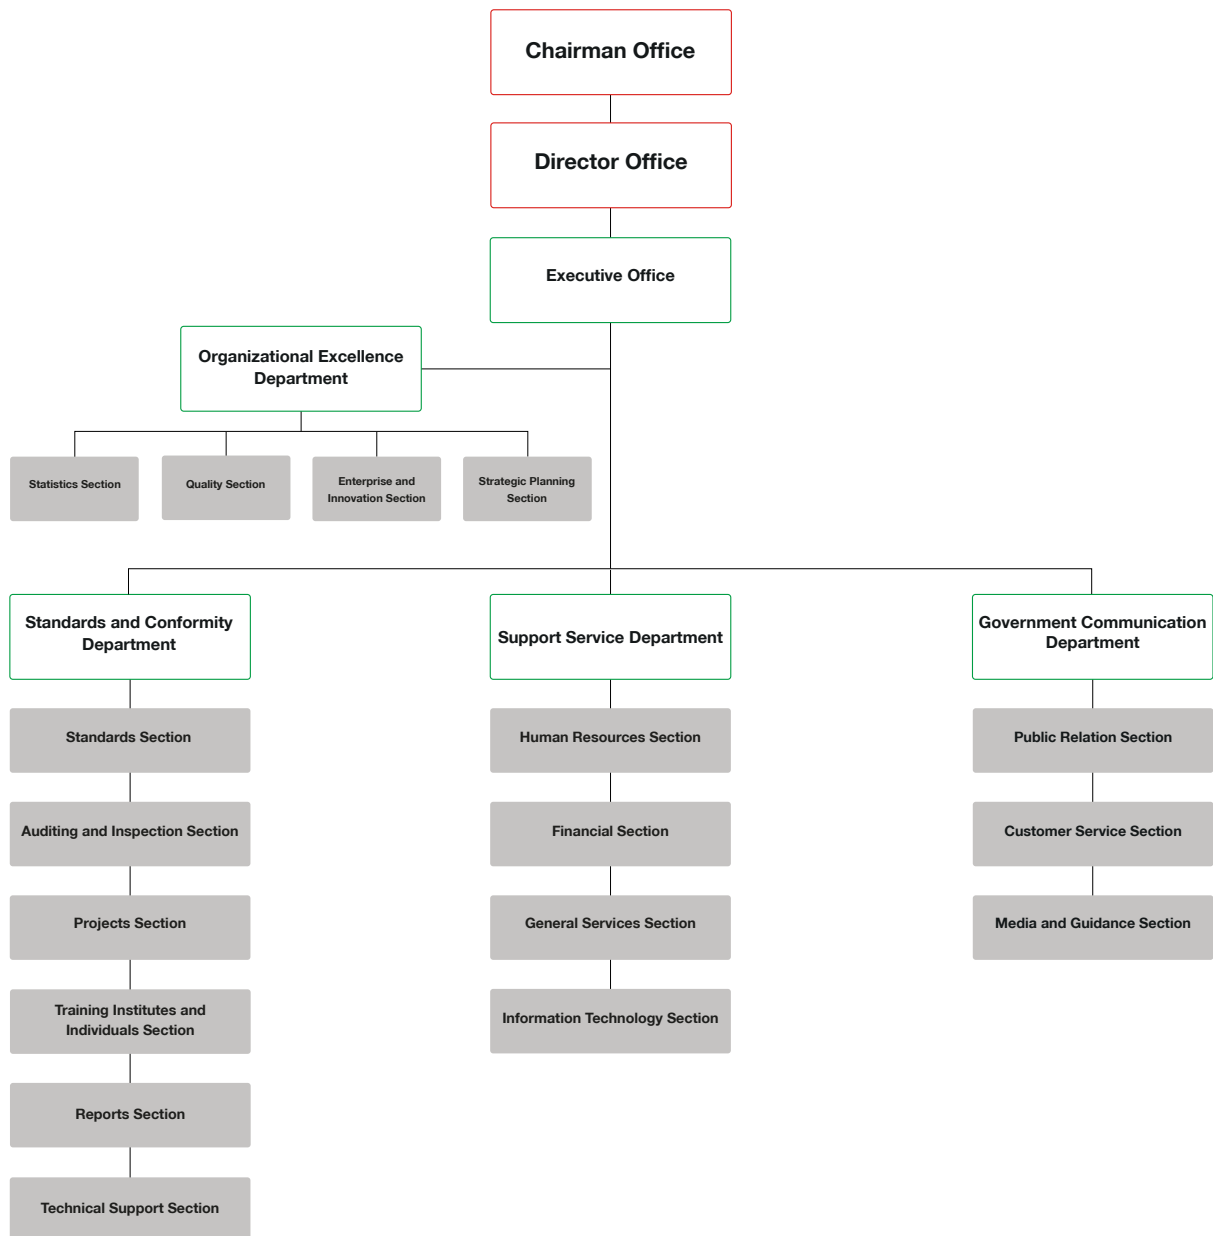 Chairman Office
Director Office
Executive Office
Organizational Excellence
Department
Statistics Section
Quality Section
Enterprise and
Innovation Section
Strategic Planning
Section
Standards and Conformity
Department
Standards Section
Auditing and Inspection Section
Projects Section
Training Institutes and
Individuals Section
Reports Section
Technical Support Section
Support Service Department
Human Resources Section
Financial Section
General Services Section
Information Technology Section
Government Communication
Department
Public Relation Section
Customer Service Section
Media and Guidance Section